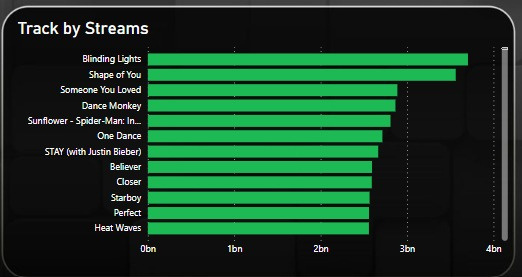 Track by Streams
Blinding Lights
Shape of You
Someone You Loved
Dance Monkey
Sunflower - Spider-Man: In...
One Dance
STAY (with Justin Bieber)
Believer
Closer
Starboy
Perfect
Heat Waves
0bn 1bn 2bn 3bn 4bn